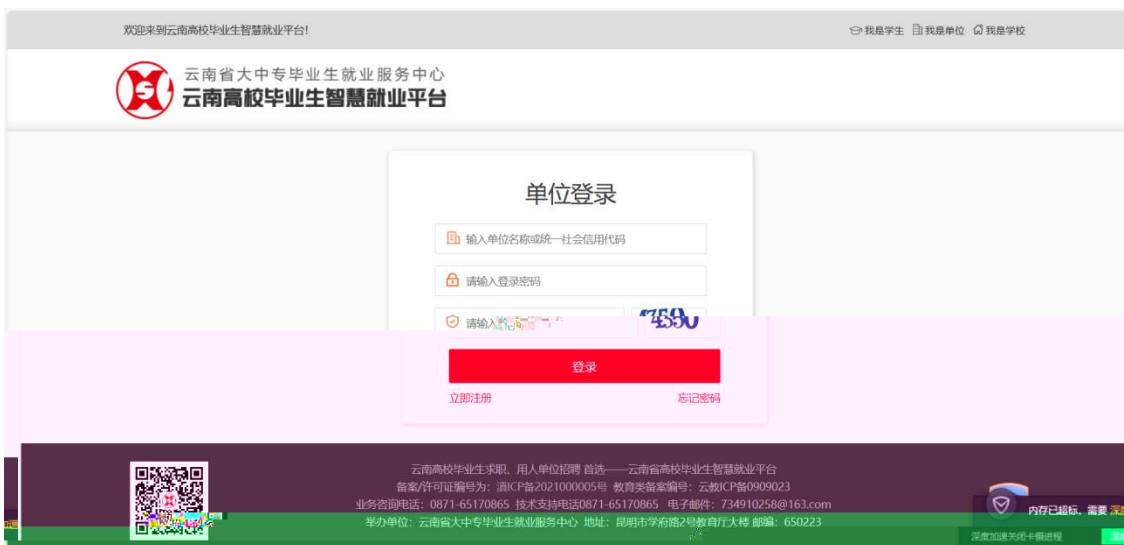 欢迎来到云南高校毕业生智慧就业平台!
我是学生 我是单位 我是学校
云南省大中专毕业生就业服务中心
云南高校毕业生智慧就业平台
单位登录
输入单位名称或统一社会信用代码
请输入登录密码
请输入
登录
立即注册 忘记密码
云南高校毕业生求职、用人单位招聘 首选——云南省高校毕业生智慧就业平台
备案/许可证编号为：滇ICP备2021000005号 教育类备案编号：云教ICP备0909023
业务咨询电话：0871-65170865 技术支持电话0871-65170865 电子邮件：734910258@163.com
举办单位：云南省大中专毕业生就业服务中心 地址：昆明市学府路2号教育厅大楼 邮编：650223
内存已超标，需要
深度加速关闭卡慢进程